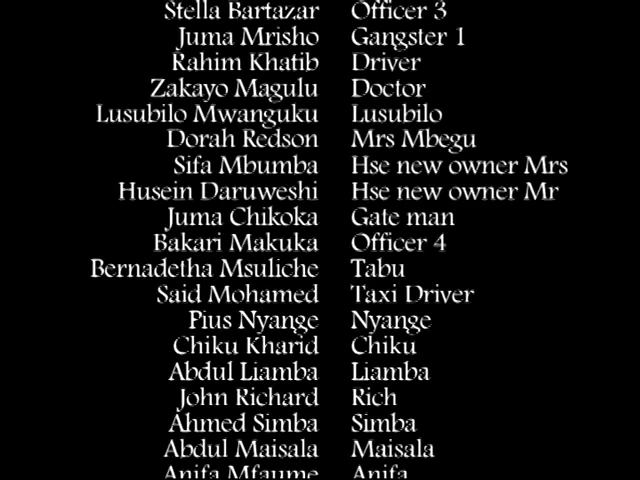 Stella Bartazar Officer 3
Juma Mrisho Gangster 1
Rahim Khatib Driver
Zakayo Magulu Doctor
Lusubilo Mwanguku Lusubilo
Dorah Redson Mrs Mbegu
Sifa Mbumba Hse new owner Mrs
Husein Daruweshi Hse new owner Mr
Juma Chikoka Gate man
Bakari Makuka Officer 4
Bernadetha Msuliche Tabu
Said Mohamed Taxi Driver
Pius Nyange Nyange
Chiku Kharid Chiku
Abdul Liamba Liamba
John Richard Rich
Ahmed Simba Simba
Abdul Maisala Maisala
Anifa Mfaume Anifa